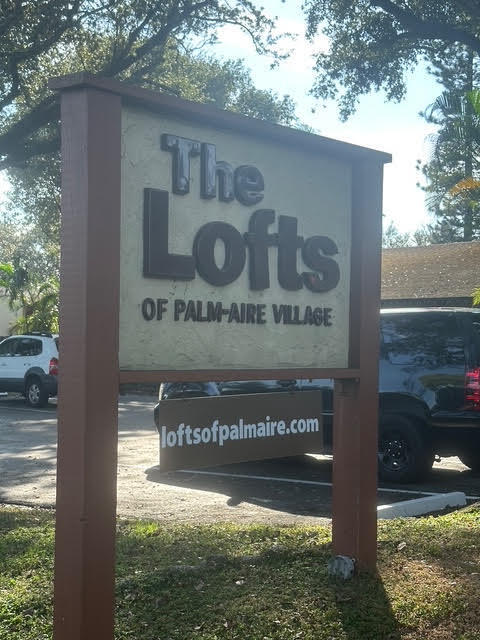 The
Lofts
OF PALM-AIRE VILLAGE
loftsofpalmaire.com